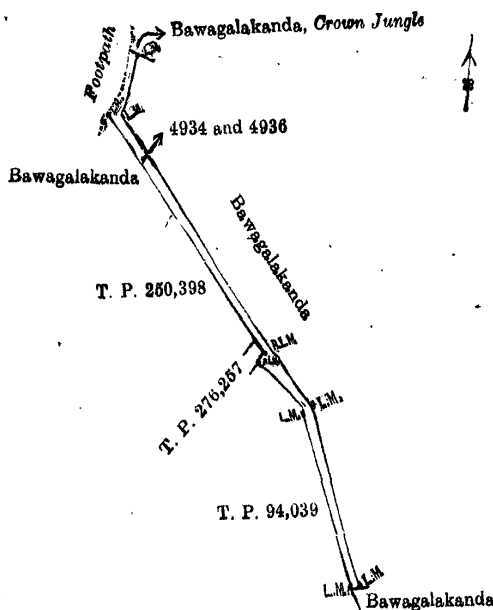 Bawagalakanda, Crown Jungle
Footpath
L.M.
4934 and 4936
Bawagalakanda
Bawagalakanda
T. P. 250,398
B.L.M.
T. P. 276,257
L.M.
L.M.
T. P. 94,039
L.M.
L.M.
Bawagalakanda